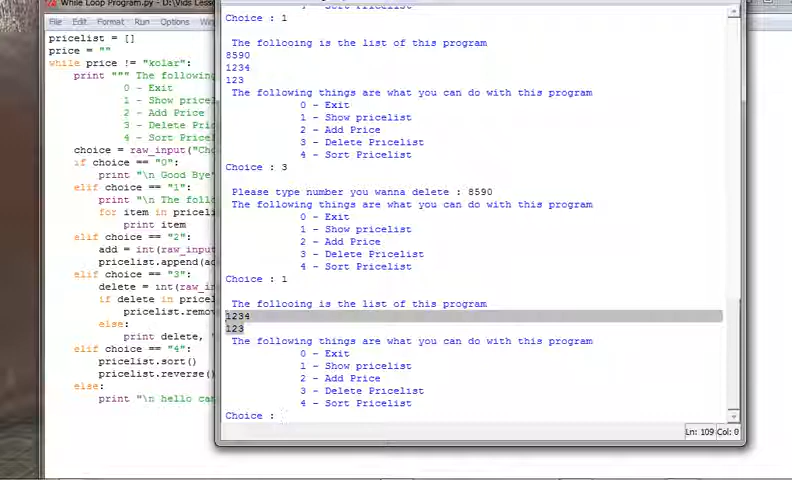 While Loop Program.py - D:\Vids Lesse
File Edit Format Run Options Wind
pricelist = []
price = ""
while price != "kolar":
print """ The following
0 - Exit
1 - Show pricel
2 - Add Price
3 - Delete Pric
4 - Sort Pricel
choice = raw_input("Cho
if choice == "0":
print "\n Good Bye"
elif choice == "1":
print "\n The follo
for item in priceli
print item
elif choice == "2":
add = int(raw_input
pricelist.append(ad
elif choice == "3":
delete = int(raw_in
if delete in pricel
pricelist.remov
else:
print delete, "
elif choice == "4":
pricelist.sort()
pricelist.reverse()
else:
print "\n hello can
4 - Sort Pricelist
Choice : 1
The follooing is the list of this program
8590
1234
123
The following things are what you can do with this program
0 - Exit
1 - Show pricelist
2 - Add Price
3 - Delete Pricelist
4 - Sort Pricelist
Choice : 3
Please type number you wanna delete : 8590
The following things are what you can do with this program
0 - Exit
1 - Show pricelist
2 - Add Price
3 - Delete Pricelist
4 - Sort Pricelist
Choice : 1
The follooing is the list of this program
1234
123
The following things are what you can do with this program
0 - Exit
1 - Show pricelist
2 - Add Price
3 - Delete Pricelist
4 - Sort Pricelist
Choice :
Ln: 109 Col: 0